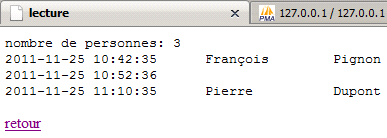 lecture
127.0.0.1 / 127.0.0.1
nombre de personnes: 3
2011-11-25 10:42:35 François Pignon
2011-11-25 10:52:36
2011-11-25 11:10:35 Pierre Dupont
retour